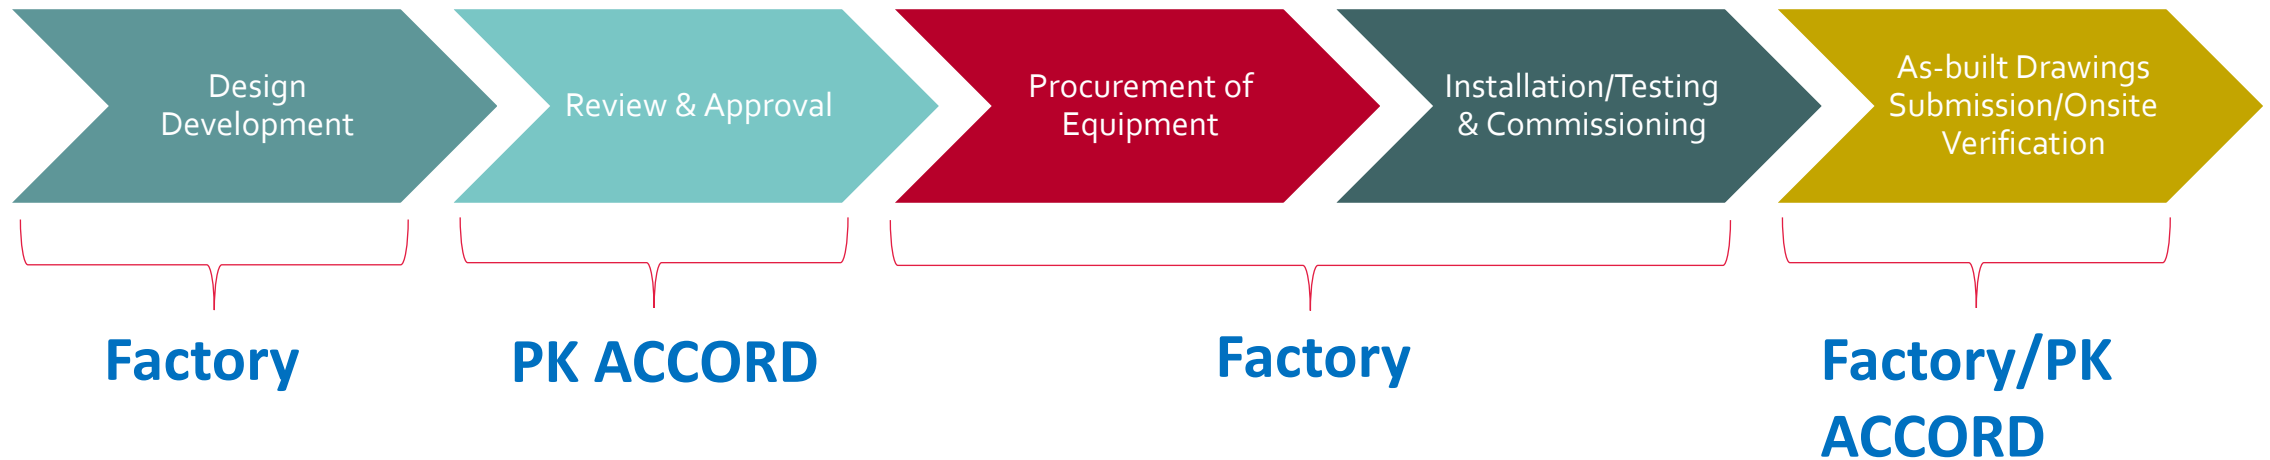 Design
Development
Review & Approval
Procurement of
Equipment
Installation/Testing
& Commissioning
As-built Drawings
Submission/Onsite
Verification
Factory
PK ACCORD
Factory
Factory/PK
ACCORD